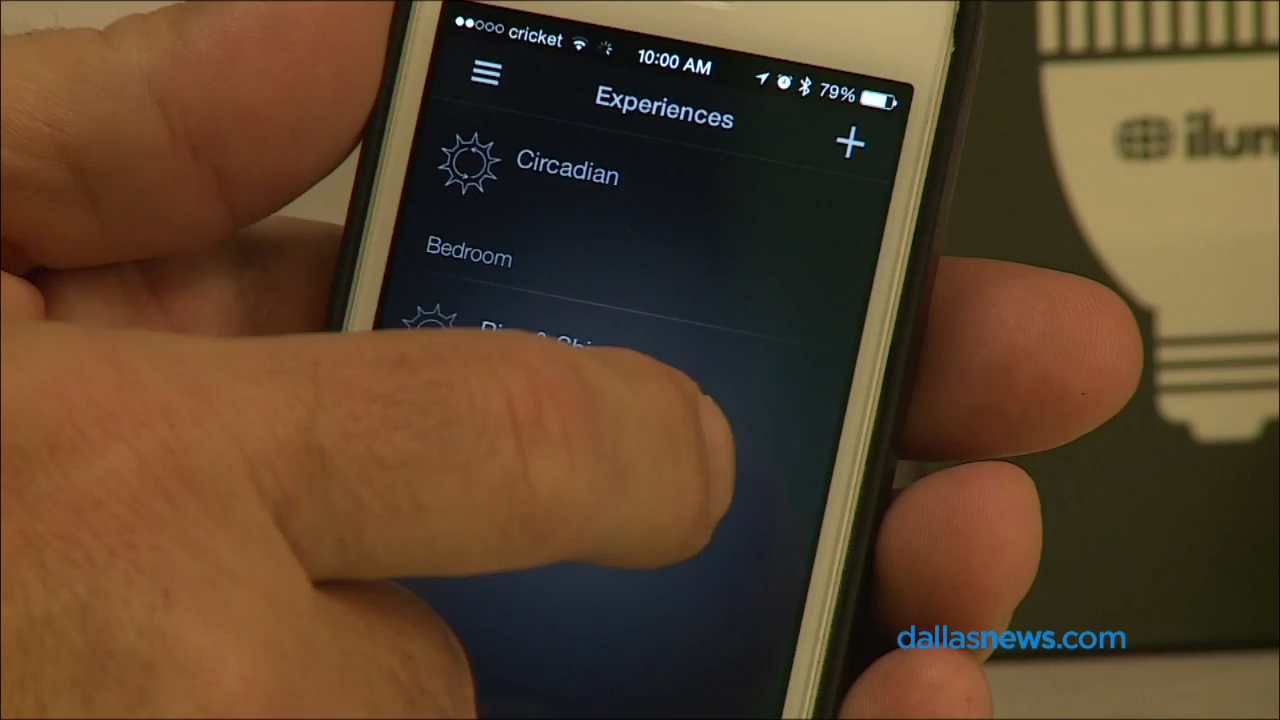 cricket 10:00 AM 79%
Experiences
Circadian
Bedroom
dallasnews.com